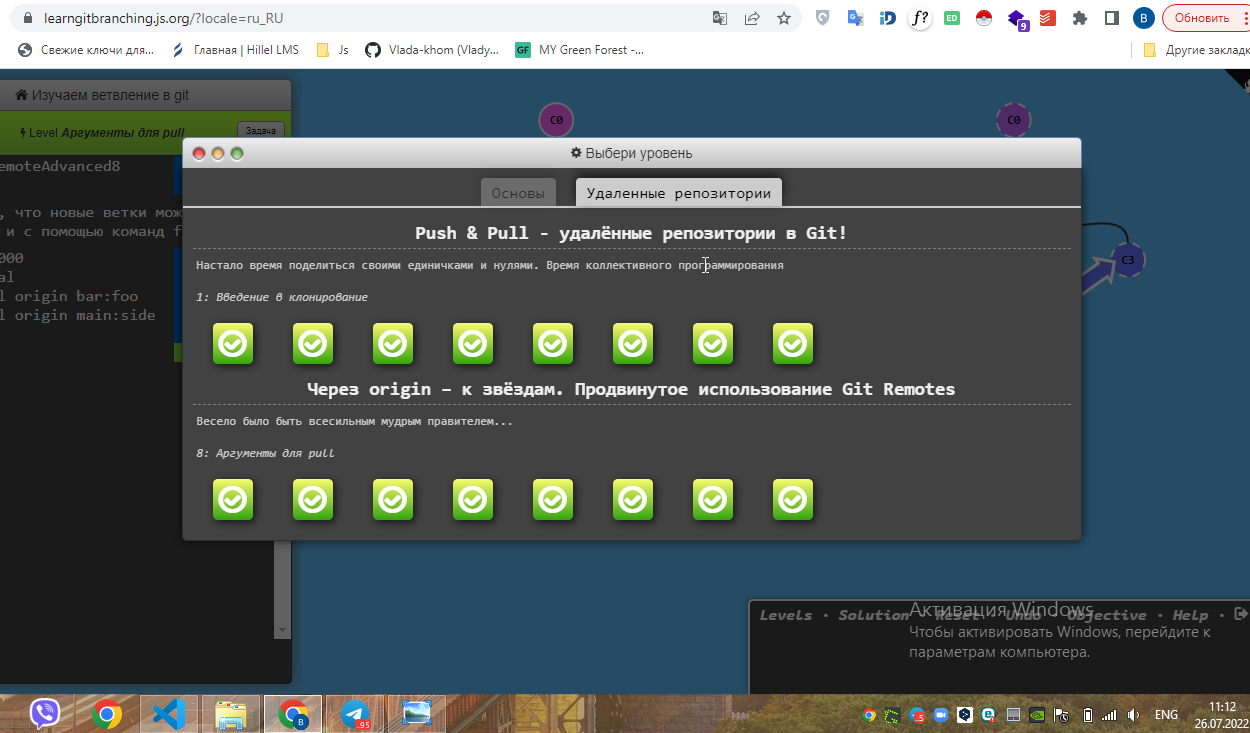 learngitbranching.js.org/?locale=ru_RU
f?
ED
9
B
Обновить
Свежие ключи для...
Главная | Hillel LMS
Js
Vlada-khom (Vlady...
GF
MY Green Forest -...
Другие закладк
Изучаем ветвление в git
Level Аргументы для pull
Задача
emoteAdvanced8
, что новые ветки мож
и с помощью команд f
000
al
l origin bar:foo
l origin main:side
C0
C0
C3
Выбери уровень
Основы
Удаленные репозитории
Push & Pull - удалённые репозитории в Git!
Настало время поделиться своими единичками и нулями. Время коллективного программирования
1: Введение в клонирование
Через origin – к звёздам. Продвинутое использование Git Remotes
Весело было быть всесильным мудрым правителем...
8: Аргументы для pull
Levels · Solution · Reset · Undo · Objective · Help ·
Активация Windows
Чтобы активировать Windows, перейдите к
параметрам компьютера.
B
95
ENG
11:12
26.07.2022